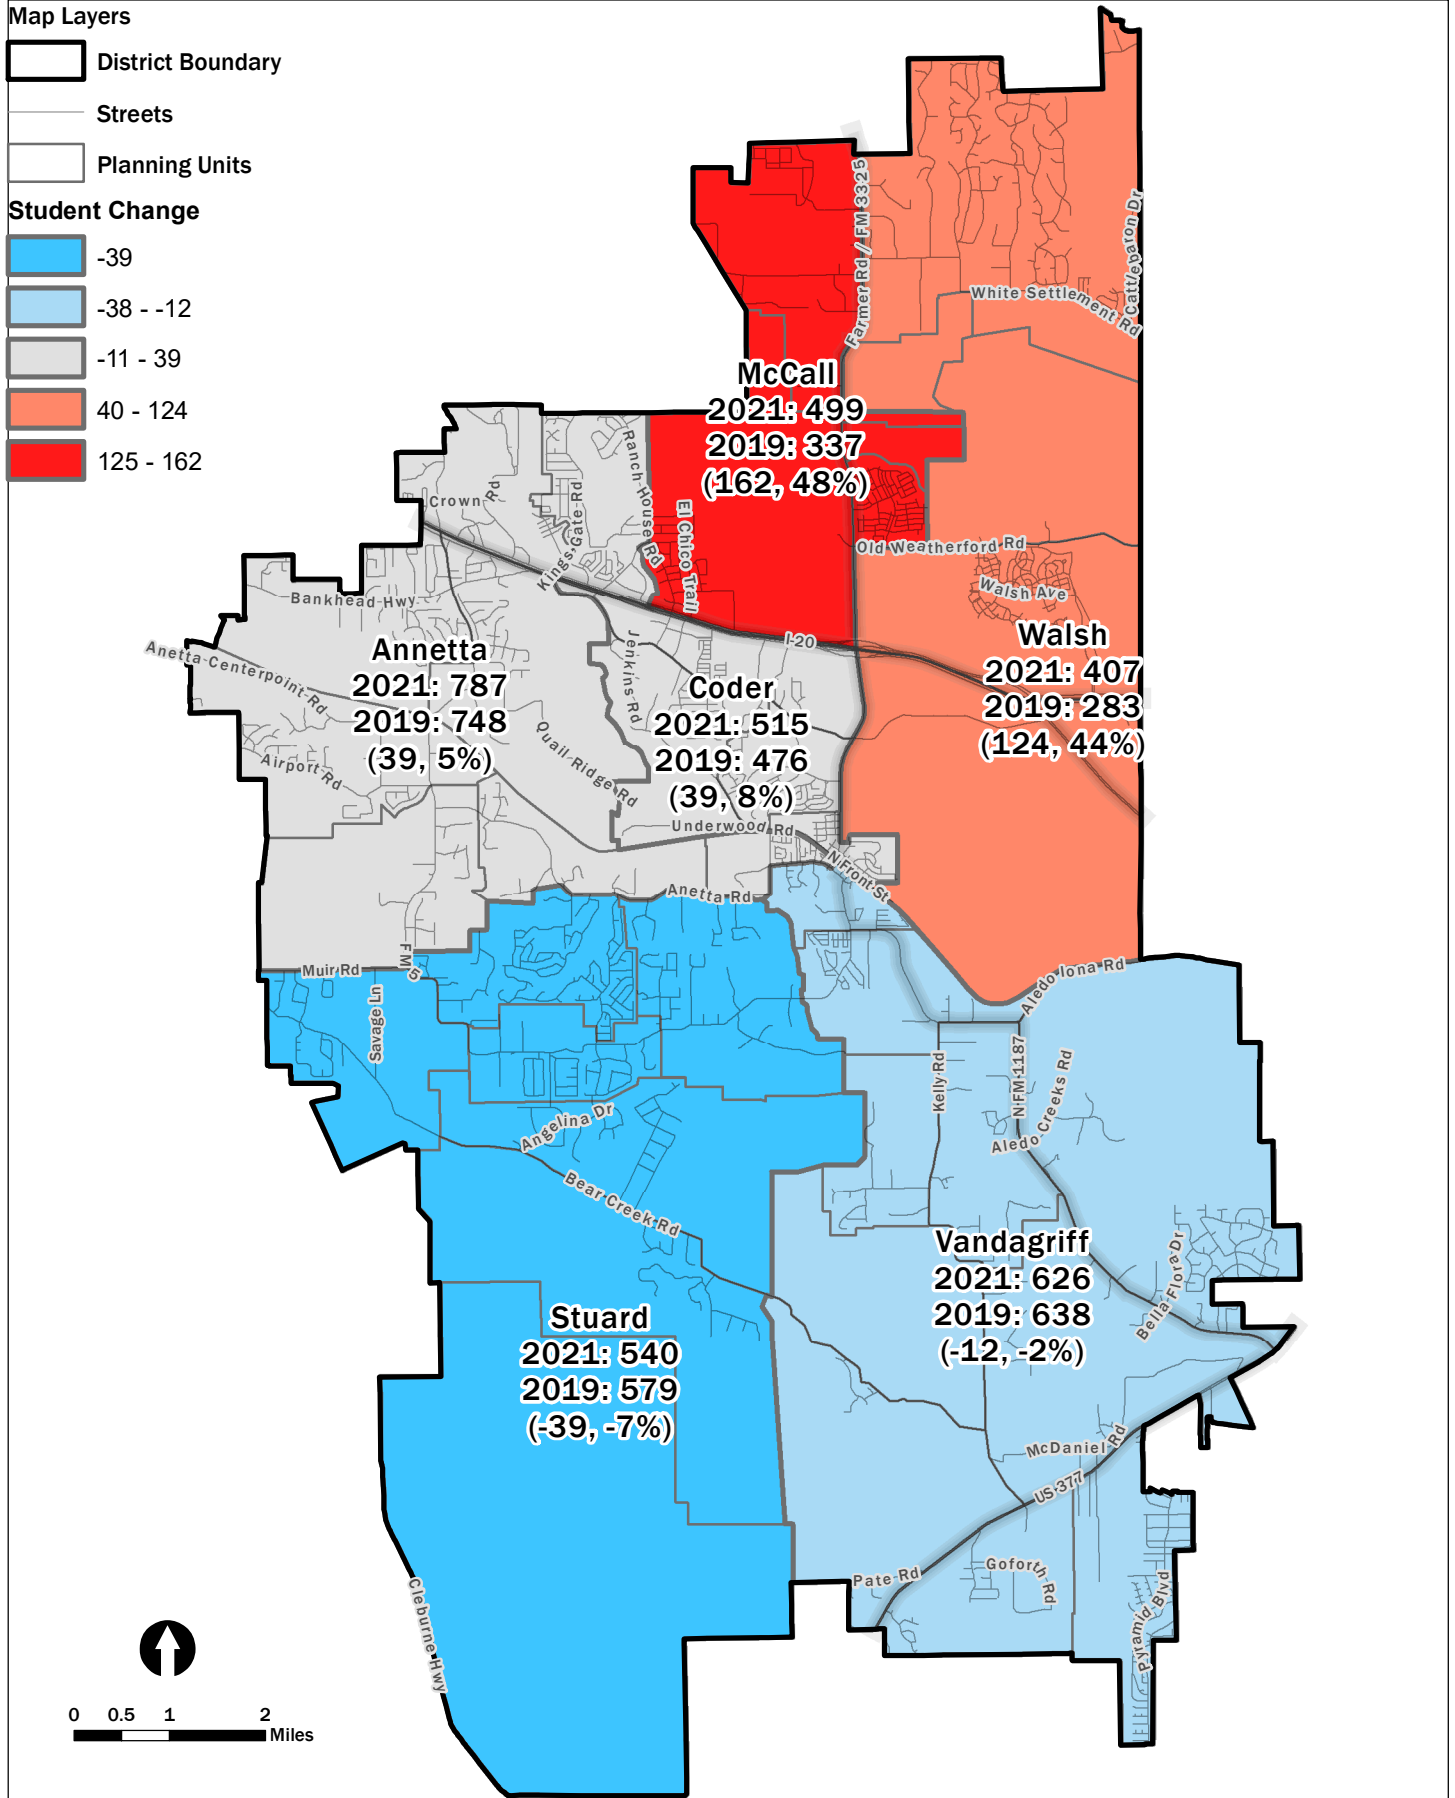 Map Layers
District Boundary
Streets
Planning Units
Student Change
-39
-38 - -12
-11 - 39
40 - 124
125 - 162
Farmer Rd / FM 3325
Cattlebaron Dr
White Settlement Rd
McCall
2021: 499
2019: 337
(162, 48%)
Ranch House Rd
Crown Rd
Kings Gate Rd
El Chico Trail
Old Weatherford Rd
Walsh Ave
Bankhead Hwy
I-20
Walsh
2021: 407
2019: 283
(124, 44%)
Anetta Centerpoint Rd
Annetta
2021: 787
2019: 748
(39, 5%)
Jenkins Rd
Coder
2021: 515
2019: 476
(39, 8%)
Quail Ridge Rd
Airport Rd
Underwood Rd
N Front St
Anetta Rd
FM 5
Muir Rd
Savage Ln
Aledo Iona Rd
Kelly Rd
N FM 1187
Aledo Creeks Rd
Angelina Dr
Bear Creek Rd
Vandagriff
2021: 626
2019: 638
(-12, -2%)
Bella Flora Dr
Stuard
2021: 540
2019: 579
(-39, -7%)
McDaniel Rd
US 377
Pate Rd
Goforth Rd
Pyramid Blvd
Cleburne Hwy
0 0.5 1 2
Miles